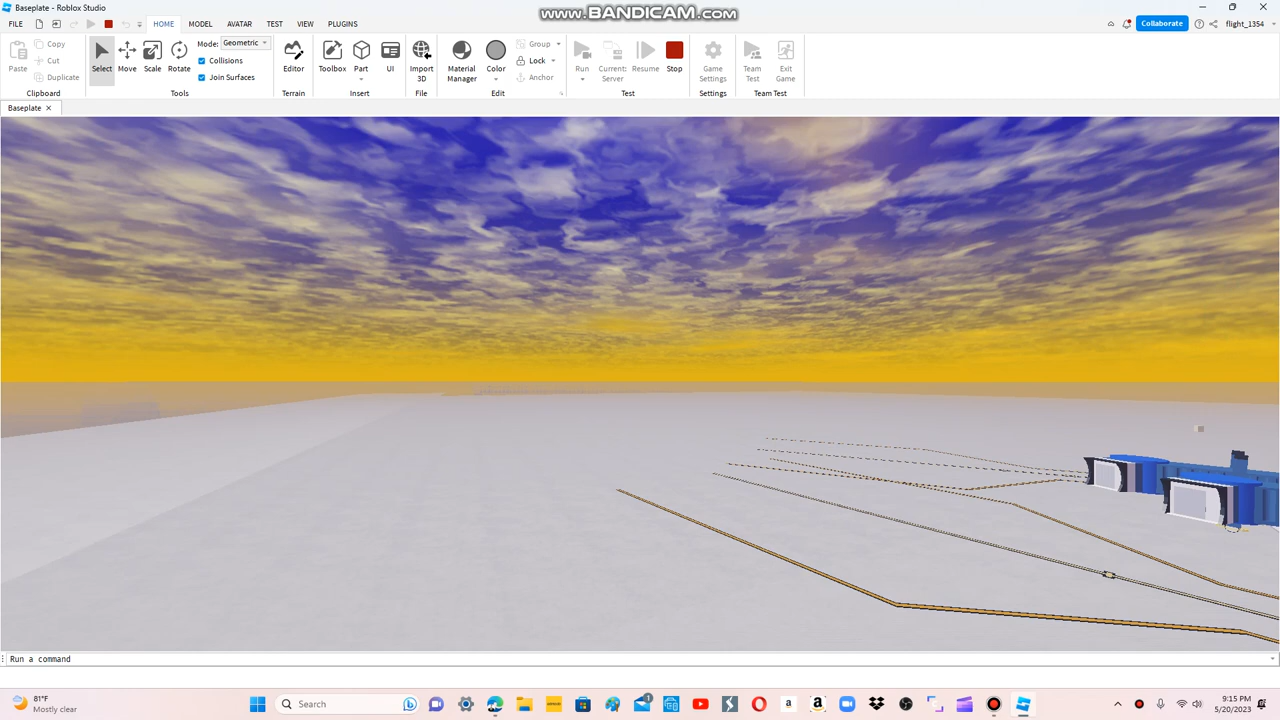 Baseplate - Roblox Studio
www.BANDICAM.com
FILE HOME MODEL AVATAR TEST VIEW PLUGINS
Collaborate flight_1354
Paste Copy Cut Duplicate
Clipboard
Select Move Scale Rotate
Mode: Geometric
Collisions
Join Surfaces
Tools
Editor
Terrain
Toolbox Part UI
Insert
Import 3D
File
Material Manager
Color
Group
Lock
Anchor
Edit
Run
Current: Server
Resume
Stop
Test
Game Settings
Settings
Team Test
Exit Game
Team Test
Baseplate
Run a command
81°F
Mostly clear
Search
1
9:15 PM
5/20/2023